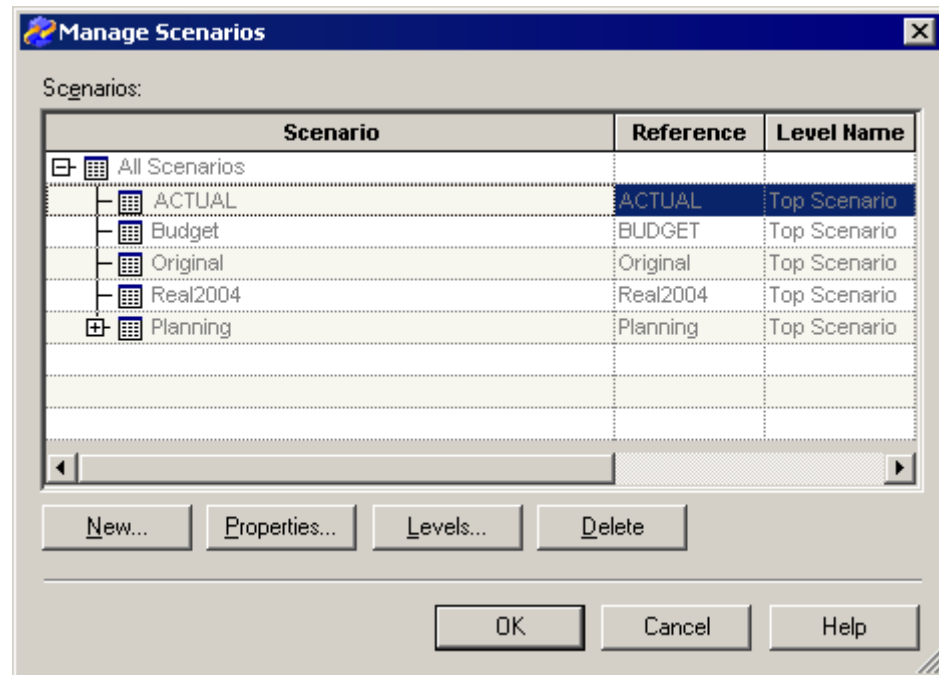 Manage Scenarios
Scenarios:
Scenario Reference Level Name
All Scenarios
ACTUAL ACTUAL Top Scenario
Budget BUDGET Top Scenario
Original Original Top Scenario
Real2004 Real2004 Top Scenario
Planning Planning Top Scenario
New... Properties... Levels... Delete
OK Cancel Help